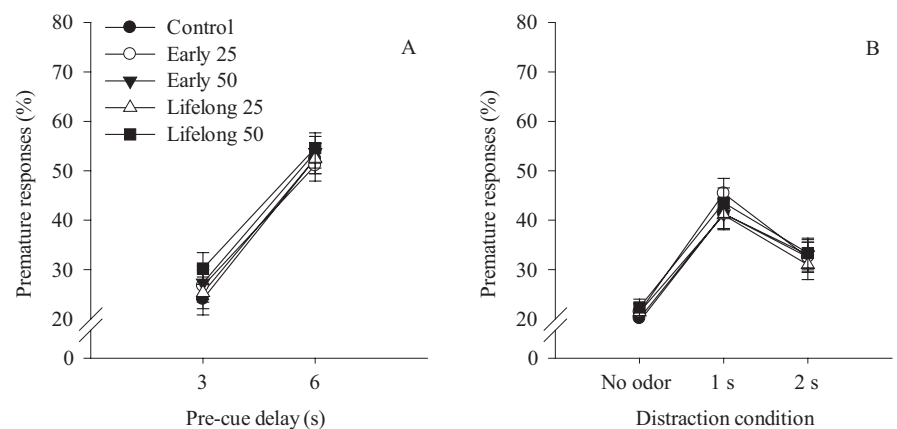 80
70
60
50
40
30
20
0
Premature responses (%)
Control
Early 25
Early 50
Lifelong 25
Lifelong 50
A
3
6
Pre-cue delay (s)
80
70
60
50
40
30
20
0
Premature responses (%)
B
No odor
1 s
2 s
Distraction condition